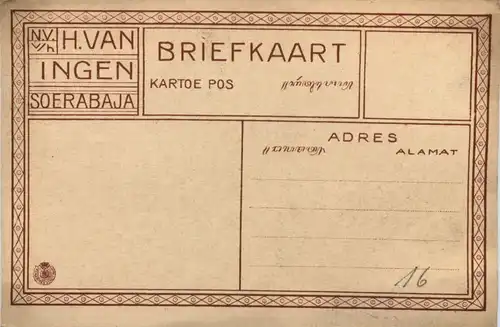 N.V. v/h H. VAN
INGEN
SOERABAJA
BRIEFKAART
KARTOE POS
ADRES
ALAMAT
16